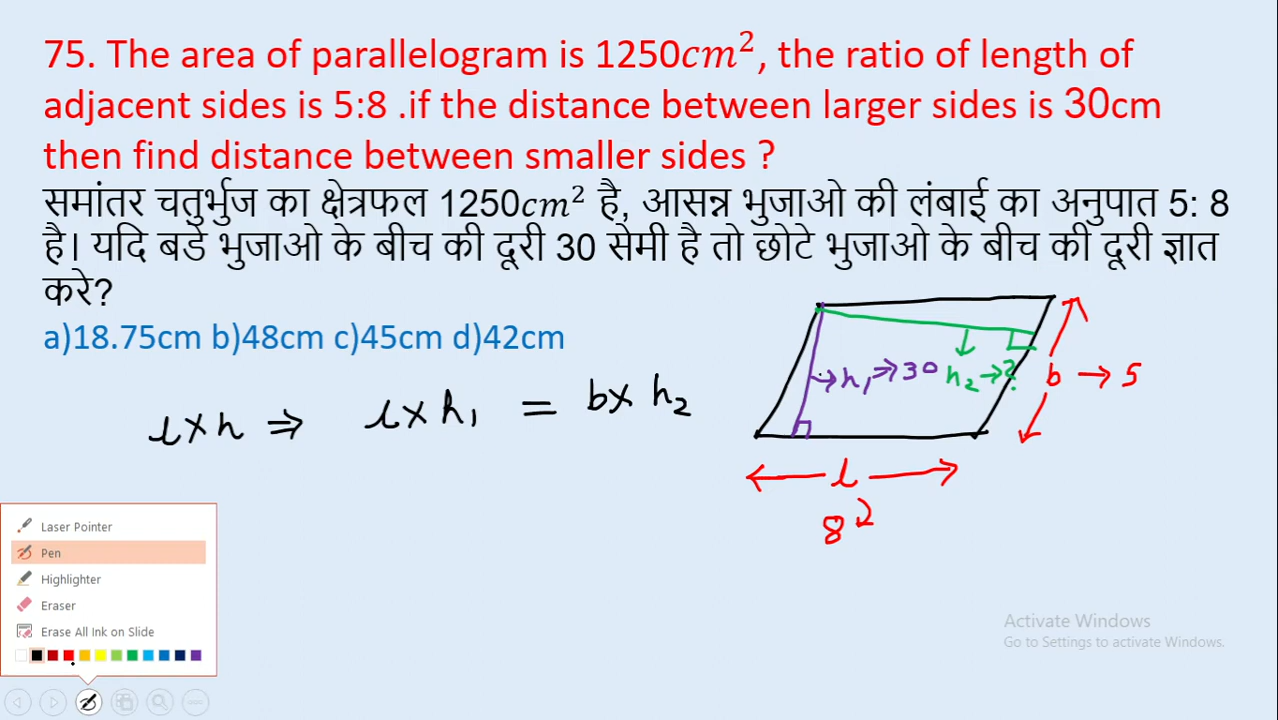 75. The area of parallelogram is 1250cm², the ratio of length of
adjacent sides is 5:8 .if the distance between larger sides is 30cm
then find distance between smaller sides ?
समांतर चतुर्भुज का क्षेत्रफल 1250cm² है, आसन्न भुजाओ की लंबाई का अनुपात 5: 8
है। यदि बडे भुजाओ के बीच की दूरी 30 सेमी है तो छोटे भुजाओ के बीच की दूरी ज्ञात
करे?
a)18.75cm b)48cm c)45cm d)42cm
l×h ⇒ l×h₁ = b×h₂
→h₁⇒30
h₂→?
b → 5
l
8
Laser Pointer
Pen
Highlighter
Eraser
Erase All Ink on Slide
Activate Windows
Go to Settings to activate Windows.